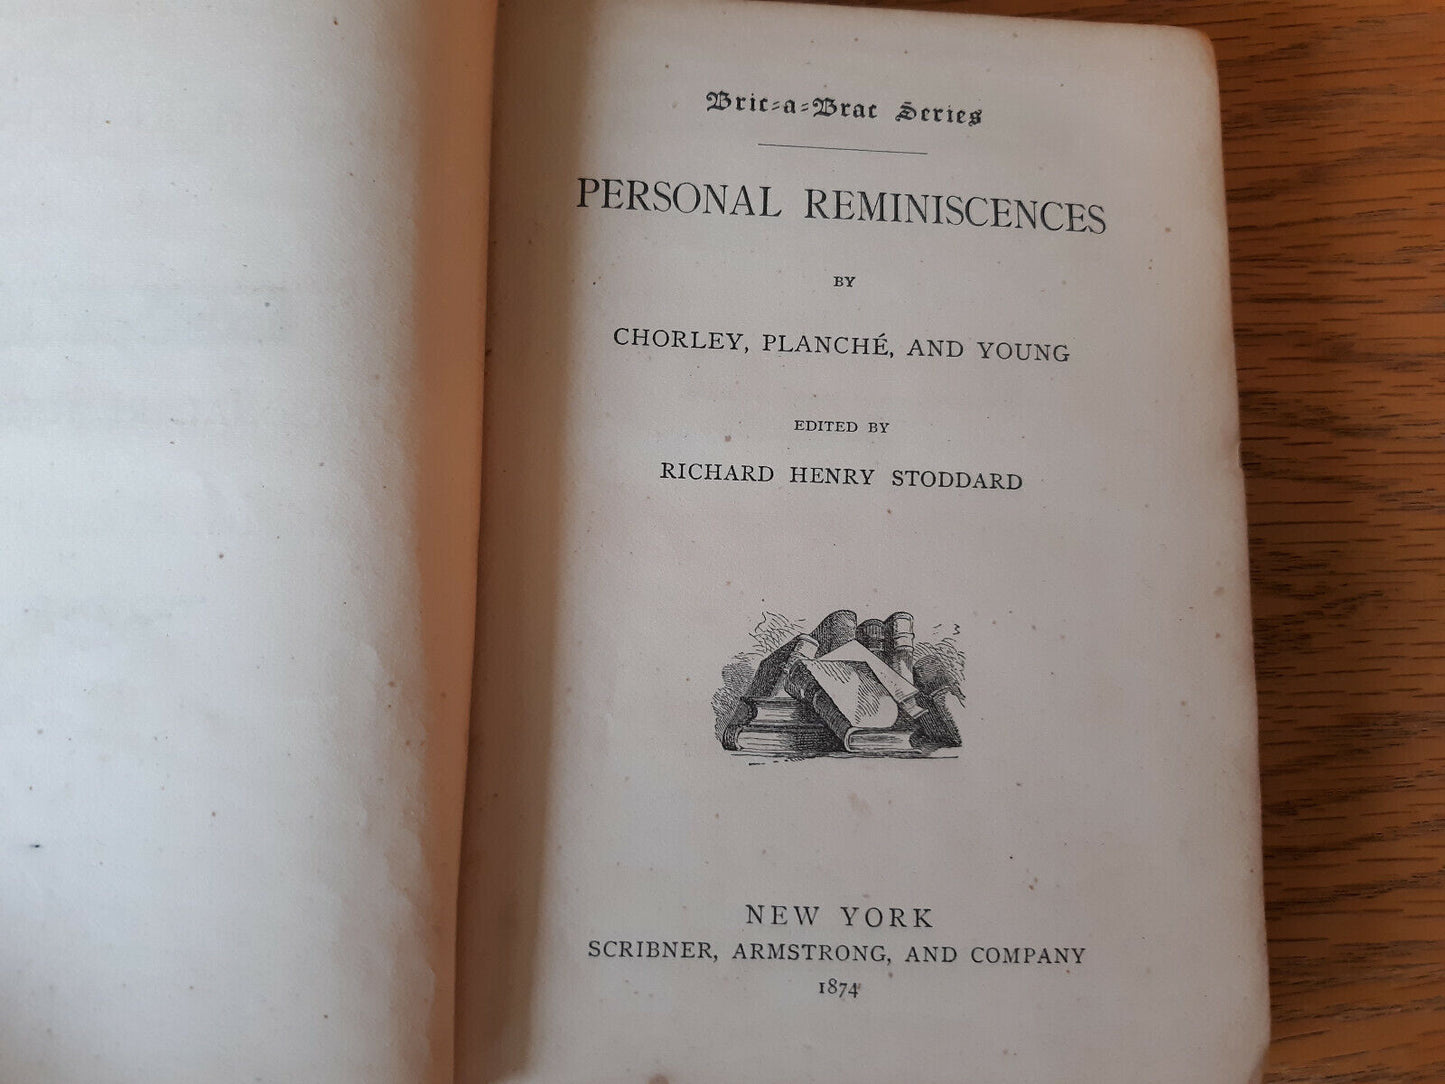 Bric-a-Brac Series
PERSONAL REMINISCENCES
BY
CHORLEY, PLANCHÉ, AND YOUNG
EDITED BY
RICHARD HENRY STODDARD
NEW YORK
SCRIBNER, ARMSTRONG, AND COMPANY
1874